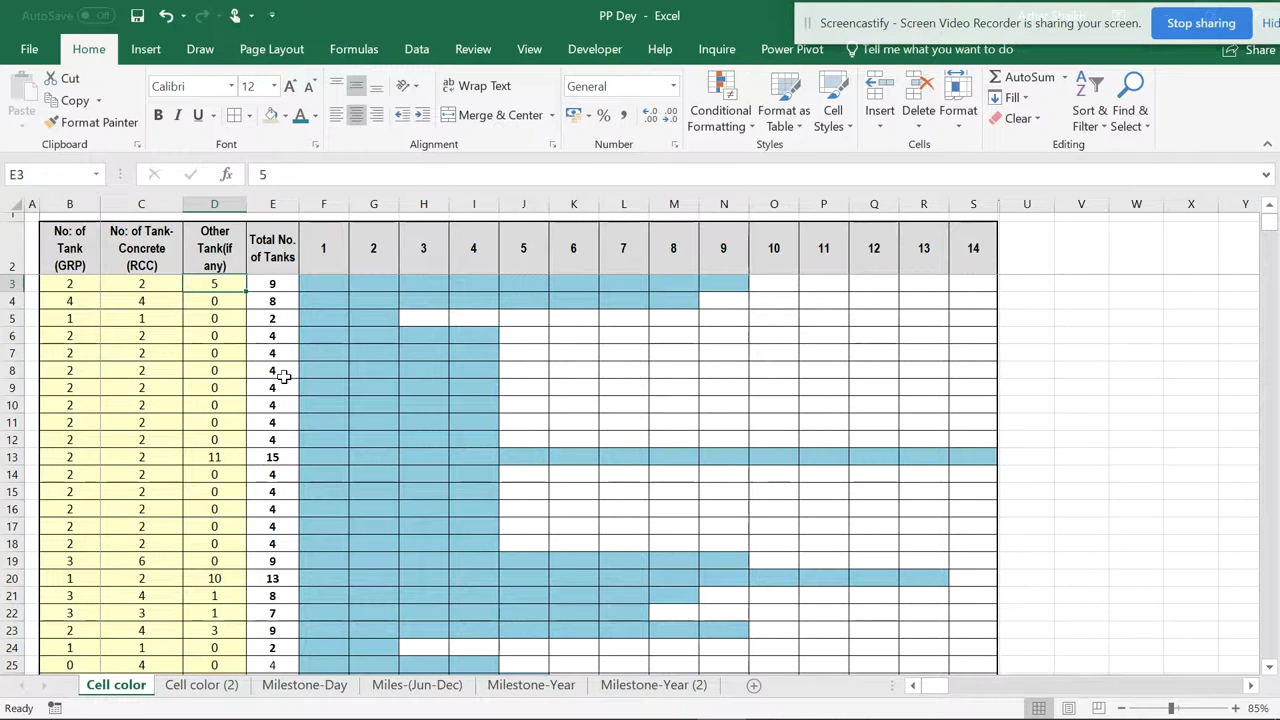 AutoSave Off
PP Dey - Excel
Screencastify - Screen Video Recorder is sharing your screen.
Stop sharing
Hid
File Home Insert Draw Page Layout Formulas Data Review View Developer Help Inquire Power Pivot Tell me what you want to do Share
Paste
Cut
Copy
Format Painter
Clipboard
Calibri 12
B I U
Font
Wrap Text
Merge & Center
Alignment
General
Number
Conditional Formatting
Format as Table
Cell Styles
Styles
Insert Delete Format
Cells
AutoSum
Fill
Clear
Sort & Filter
Find & Select
Editing
E3 fx 5
A B C D E F G H I J K L M N O P Q R S U V W X Y
2 No: of Tank (GRP) No: of Tank-Concrete (RCC) Other Tank(if any) Total No. of Tanks 1 2 3 4 5 6 7 8 9 10 11 12 13 14
3 2 2 5 9
4 4 4 0 8
5 1 1 0 2
6 2 2 0 4
7 2 2 0 4
8 2 2 0 4
9 2 2 0 4
10 2 2 0 4
11 2 2 0 4
12 2 2 0 4
13 2 2 11 15
14 2 2 0 4
15 2 2 0 4
16 2 2 0 4
17 2 2 0 4
18 2 2 0 4
19 3 6 0 9
20 1 2 10 13
21 3 4 1 8
22 3 3 1 7
23 2 4 3 9
24 1 1 0 2
25 0 4 0 4
Cell color Cell color (2) Milestone-Day Miles-(Jun-Dec) Milestone-Year Milestone-Year (2)
Ready
85%